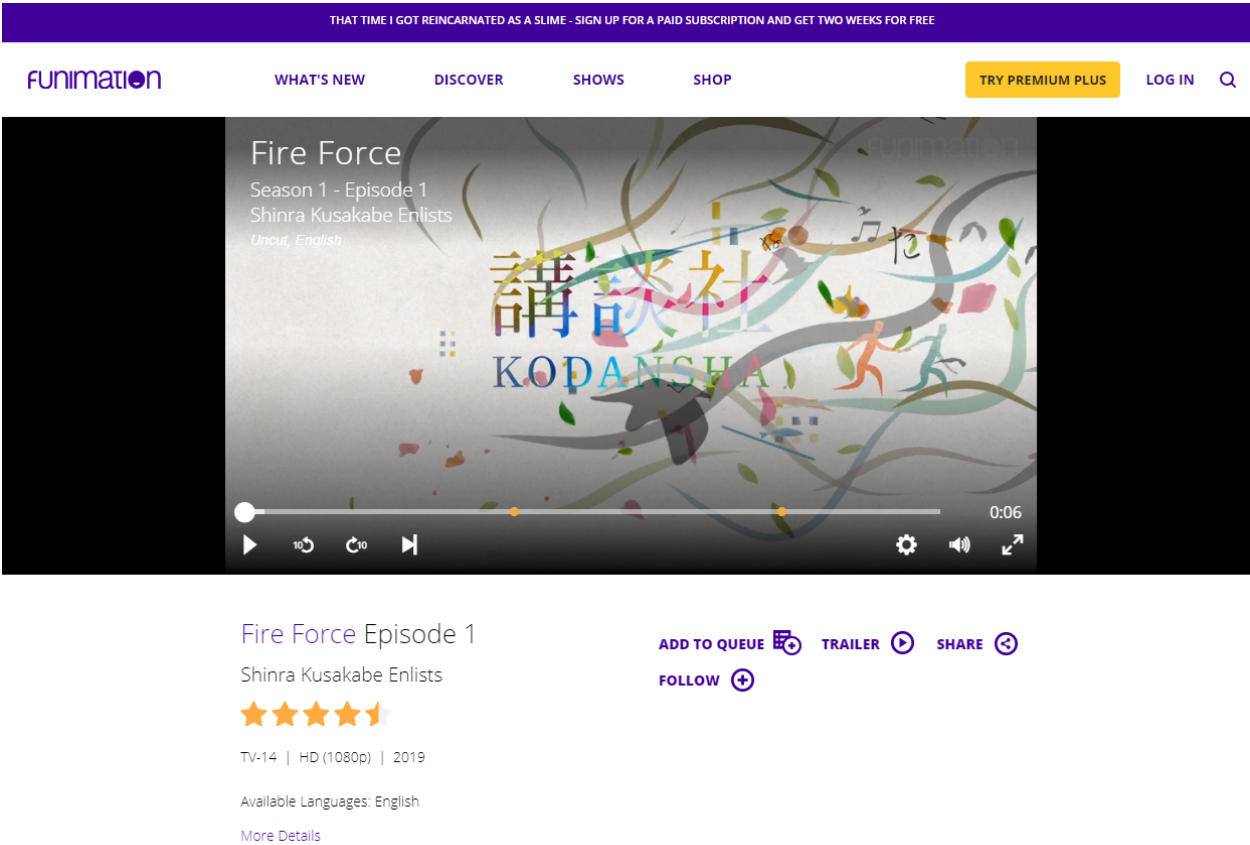 THAT TIME I GOT REINCARNATED AS A SLIME - SIGN UP FOR A PAID SUBSCRIPTION AND GET TWO WEEKS FOR FREE
FUNIMATION
WHAT'S NEW
DISCOVER
SHOWS
SHOP
TRY PREMIUM PLUS
LOG IN
Fire Force
FUNIMATION
Season 1 - Episode 1
Shinra Kusakabe Enlists
Uncut, English
講談社
KODANSHA
0:06
10
10
Fire Force Episode 1
Shinra Kusakabe Enlists
ADD TO QUEUE
TRAILER
SHARE
FOLLOW
TV-14 | HD (1080p) | 2019
Available Languages: English
More Details